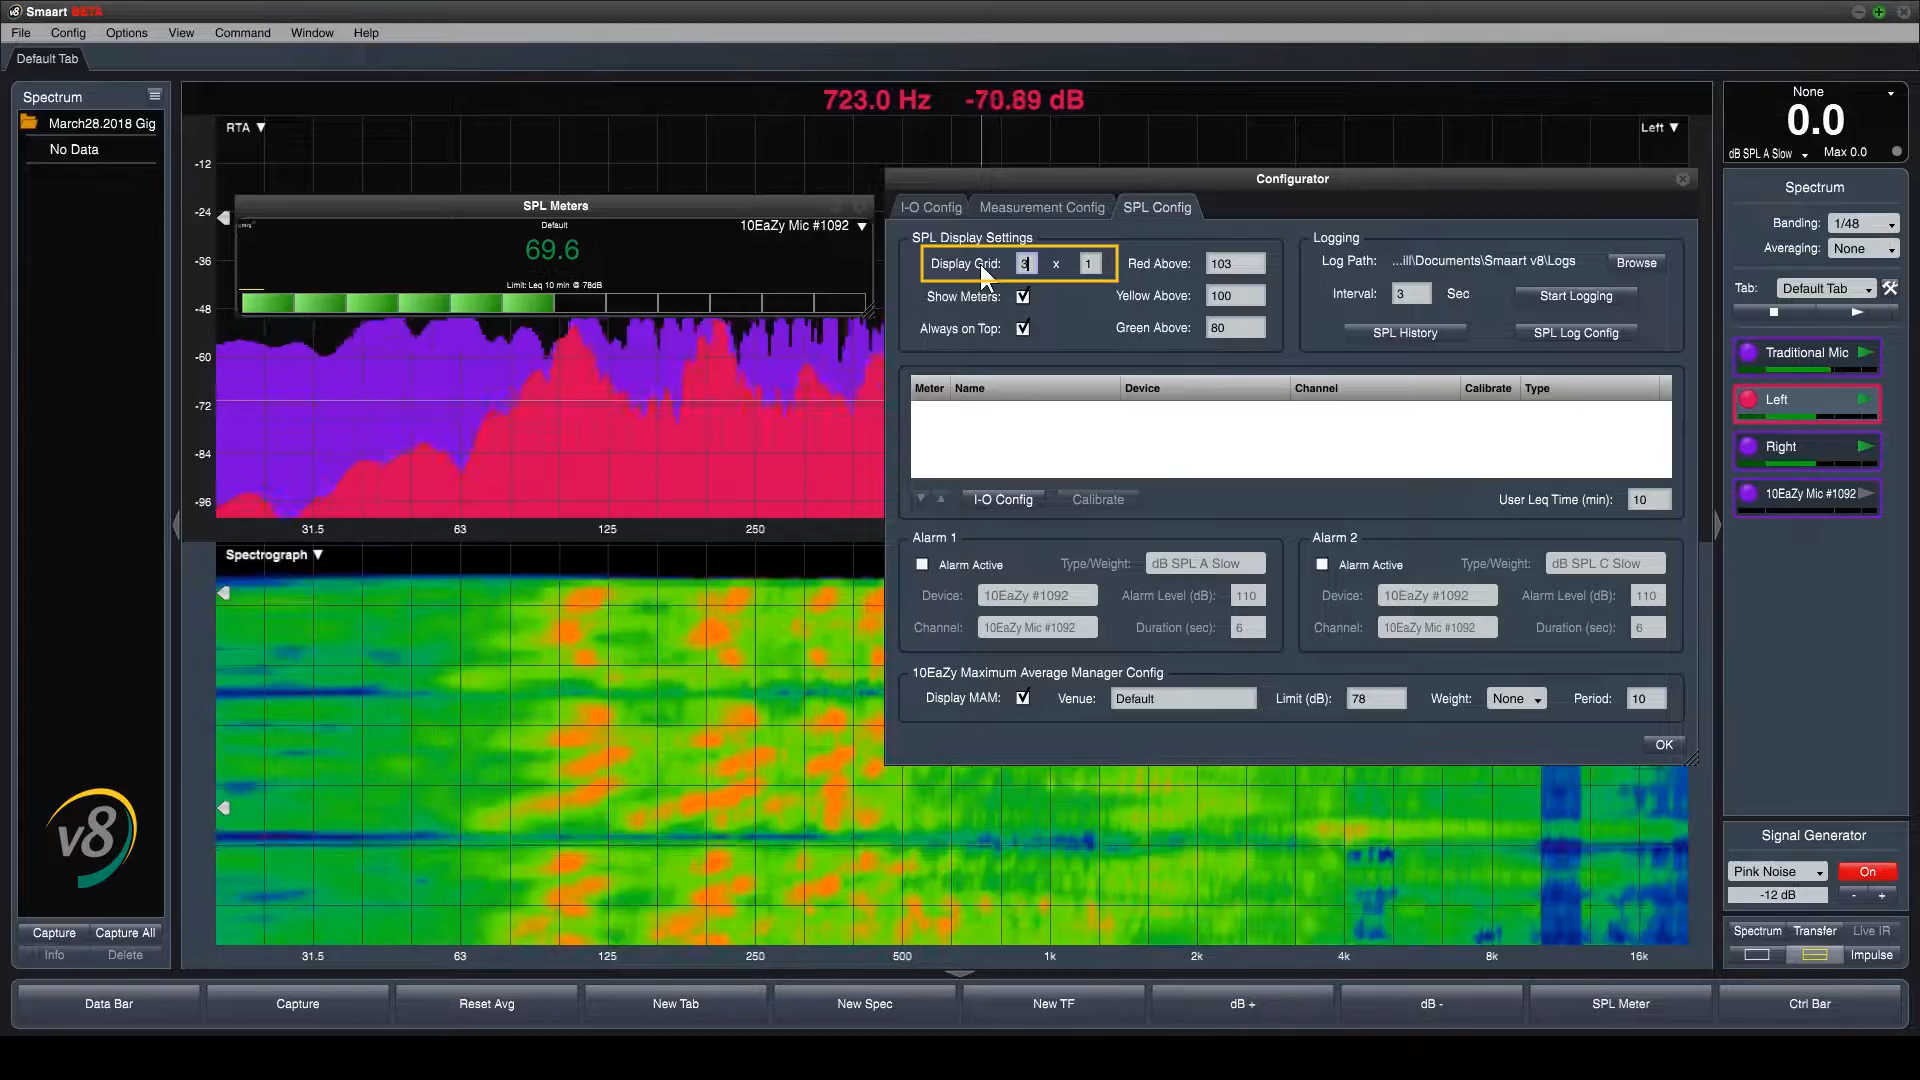 v8 Smaart BETA
File Config Options View Command Window Help
Default Tab
Spectrum
March28.2018 Gig
No Data
v8
Capture Capture All
Info Delete
723.0 Hz -70.89 dB
RTA ▼ Left ▼
-12
-24
-36
-48
-60
-72
-84
-96
31.5 63 125 250
SPL Meters
Default 10EaZy Mic #1092 ▼
69.6
Limit: Leq 10 min @ 78dB
Spectrograph ▼
31.5 63 125 250 500 1k 2k 4k 8k 16k
Configurator
I-O Config Measurement Config SPL Config
SPL Display Settings
Display Grid: 3 x 1 Red Above: 103
Show Meters: Yellow Above: 100
Always on Top: Green Above: 80
Logging
Log Path: ...ill\Documents\Smaart v8\Logs Browse
Interval: 3 Sec Start Logging
SPL History SPL Log Config
Meter Name Device Channel Calibrate Type
I-O Config Calibrate User Leq Time (min): 10
Alarm 1
Alarm Active Type/Weight: dB SPL A Slow
Device: 10EaZy #1092 Alarm Level (dB): 110
Channel: 10EaZy Mic #1092 Duration (sec): 6
Alarm 2
Alarm Active Type/Weight: dB SPL C Slow
Device: 10EaZy #1092 Alarm Level (dB): 110
Channel: 10EaZy Mic #1092 Duration (sec): 6
10EaZy Maximum Average Manager Config
Display MAM: Venue: Default Limit (dB): 78 Weight: None Period: 10
OK
None
0.0
dB SPL A Slow Max 0.0
Spectrum
Banding: 1/48
Averaging: None
Tab: Default Tab
Traditional Mic
Left
Right
10EaZy Mic #1092
Signal Generator
Pink Noise On
-12 dB - +
Spectrum Transfer Live IR
Impulse
Data Bar Capture Reset Avg New Tab New Spec New TF dB + dB - SPL Meter Ctrl Bar